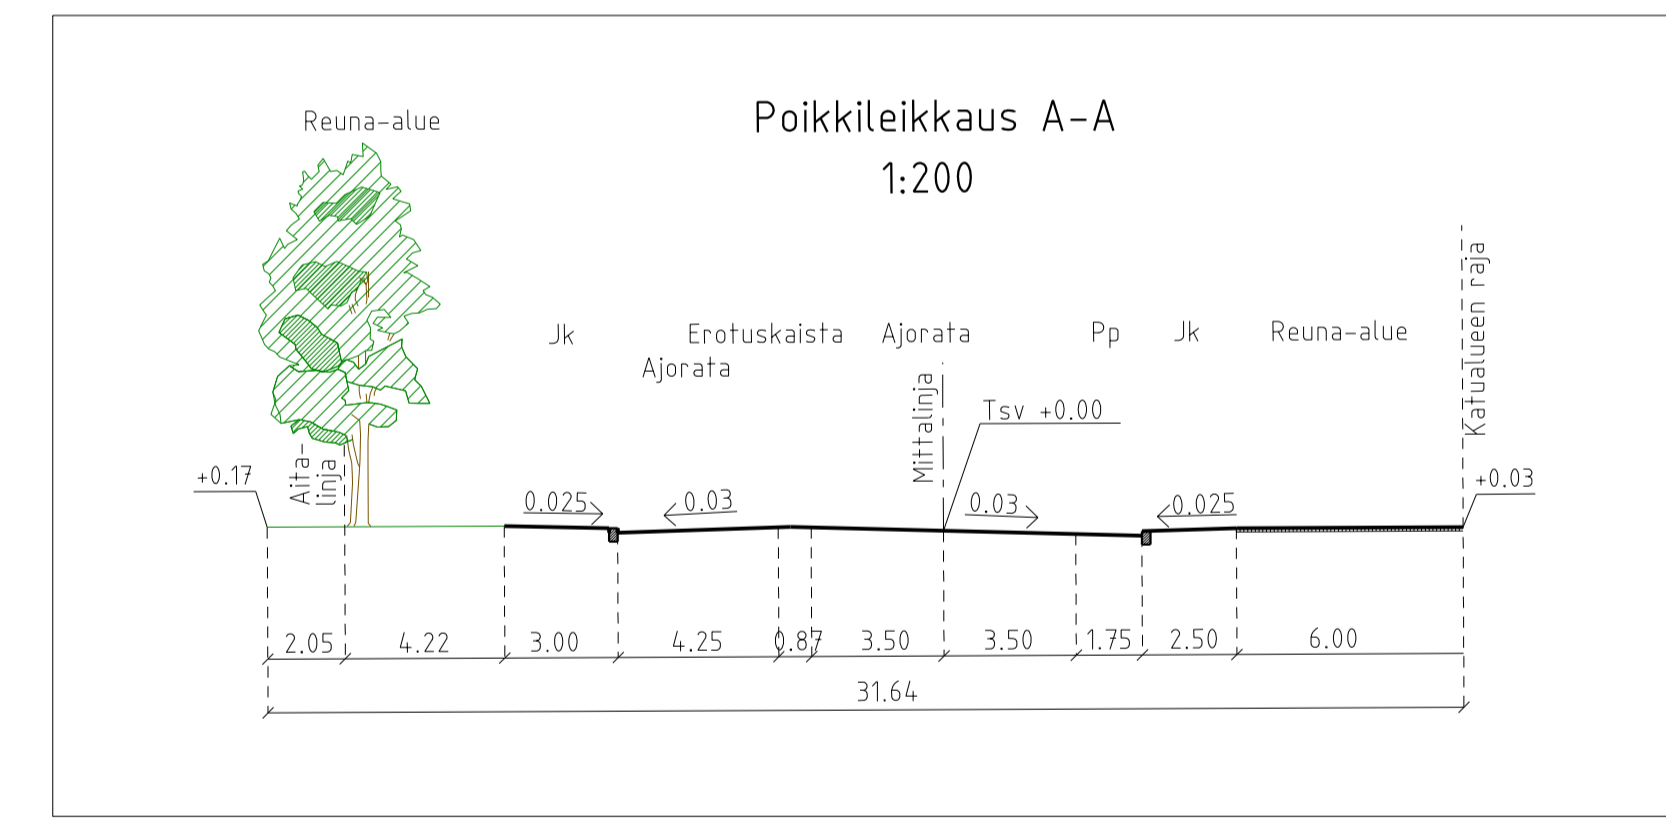 Reuna-alue
Poikkileikkaus A-A
1:200
Jk
Erotuskaista
Ajorata
Pp
Jk
Reuna-alue
Ajorata
Katualueen raja
Mittalinja
Tsv +0.00
Aita-
linja
+0.17
0.025
0.03
0.03
0.025
+0.03
2.05
4.22
3.00
4.25
0.87
3.50
3.50
1.75
2.50
6.00
31.64